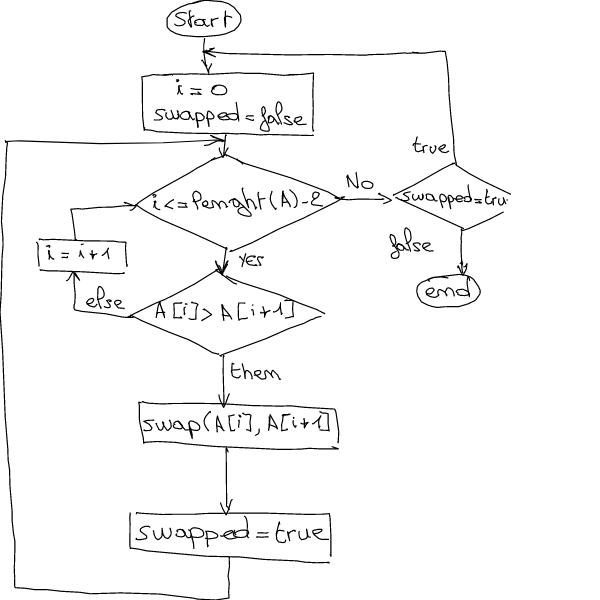 Start
i = 0
swapped = false
true
No
i <= lenght(A) - 2
swapped = tru
i = i + 1
yes
false
else
A[i] > A[i+1]
end
then
swap(A[i], A[i+1]
swapped = true